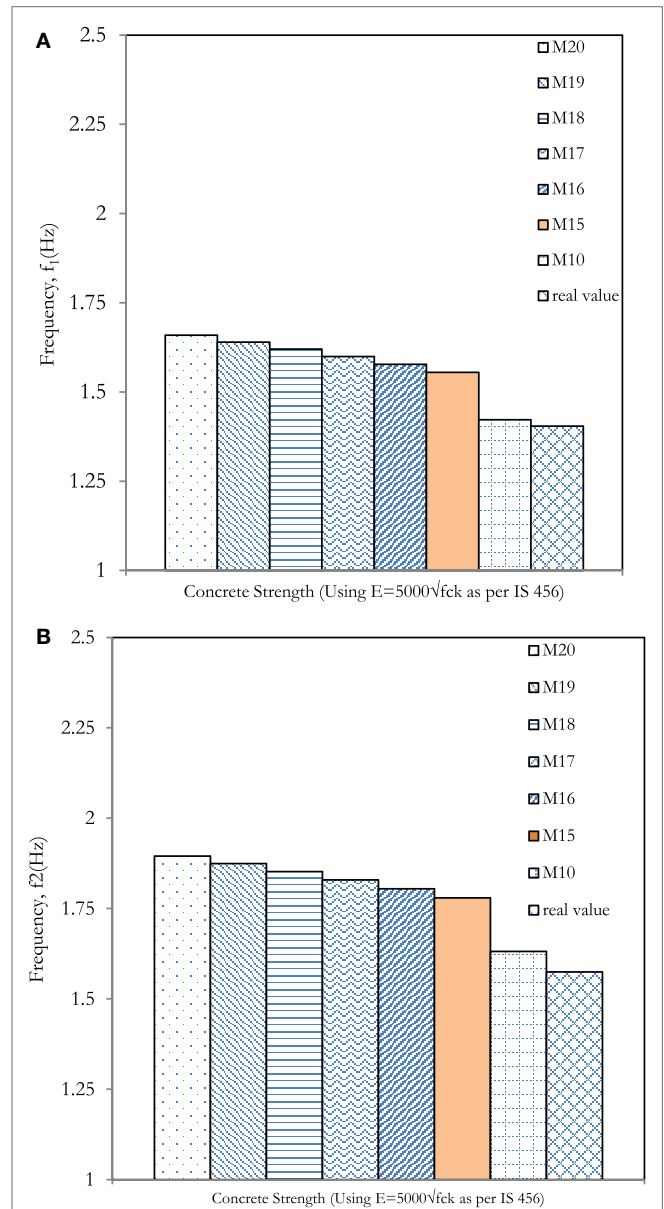 A
2.5
2.25
2
1.75
1.5
1.25
1
Frequency, f₁(Hz)
M20
M19
M18
M17
M16
M15
M10
real value
Concrete Strength (Using E=5000√fck as per IS 456)
B
2.5
2.25
2
1.75
1.5
1.25
1
Frequency, f2(Hz)
M20
M19
M18
M17
M16
M15
M10
real value
Concrete Strength (Using E=5000√fck as per IS 456)